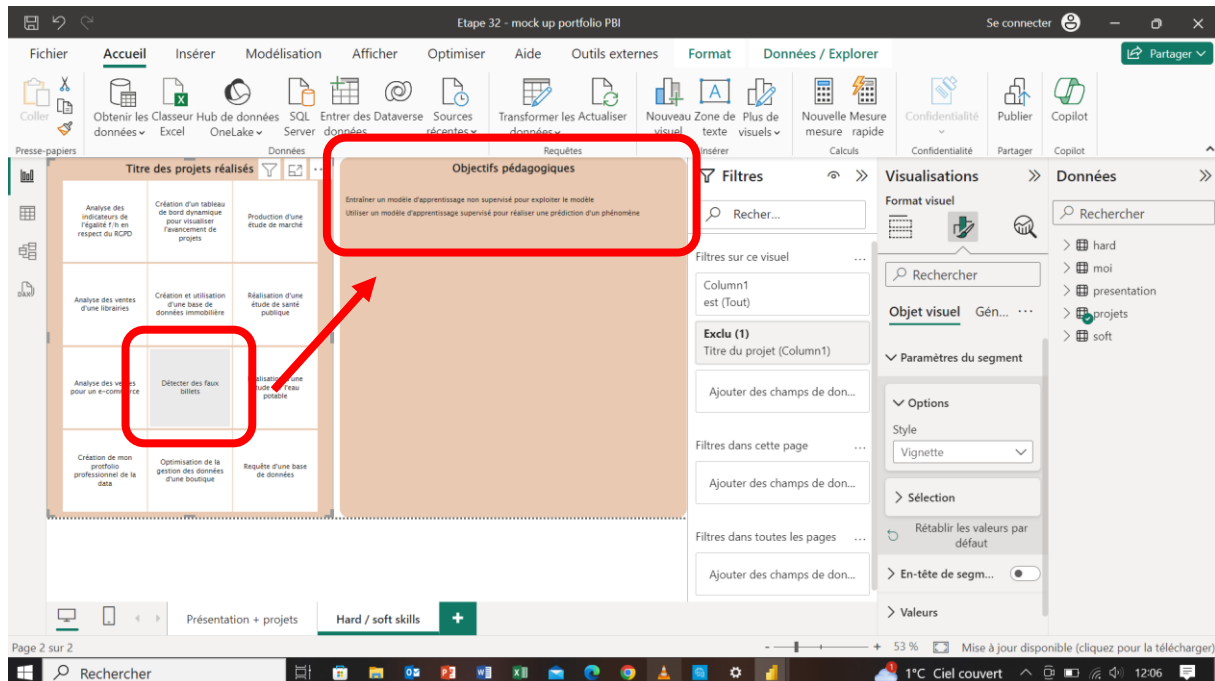 Etape 32 - mock up portfolio PBI
Se connecter
Fichier Accueil Insérer Modélisation Afficher Optimiser Aide Outils externes Format Données / Explorer
Partager
Coller
Obtenir les données
Classeur Excel
Hub de données OneLake
SQL Server
Entrer des données
Dataverse
Sources récentes
Transformer les données
Actualiser
Nouveau visuel
Zone de texte
Plus de visuels
Nouvelle mesure
Mesure rapide
Confidentialité
Publier
Copilot
Presse-papiers
Données
Requêtes
Insérer
Calculs
Confidentialité
Partager
Copilot
Titre des projets réalisés
Analyse des
indicateurs de
l'égalité f/h en
respect du RGPD
Création d'un tableau
de bord dynamique
pour visualiser
l'avancement de
projets
Production d'une
étude de marché
Analyse des ventes
d'une librairies
Création et utilisation
d'une base de
données immobilière
Réalisation d'une
étude de santé
publique
Analyse des ventes
pour un e-commerce
Détecter des faux
billets
potable
Création de mon
protfolio
professionnel de la
data
Optimisation de la
gestion des données
d'une boutique
Requête d'une base
de données
Objectifs pédagogiques
Entraîner un modèle d'apprentissage non supervisé pour exploiter le modèle
Utiliser un modèle d'apprentissage supervisé pour réaliser une prédiction d'un phénomène
Filtres
Recher...
Filtres sur ce visuel ...
Column1
est (Tout)
Exclu (1)
Titre du projet (Column1)
Ajouter des champs de don...
Filtres dans cette page ...
Ajouter des champs de don...
Filtres dans toutes les pages ...
Ajouter des champs de don...
Visualisations
Format visuel
Rechercher
Objet visuel Gén... ...
Paramètres du segment
Options
Style
Vignette
Sélection
Rétablir les valeurs par
défaut
En-tête de segm...
Valeurs
Données
Rechercher
hard
moi
presentation
projets
soft
Présentation + projets Hard / soft skills +
Page 2 sur 2
- + 53 % Mise à jour disponible (cliquez pour la télécharger)
Rechercher
1°C Ciel couvert 12:06